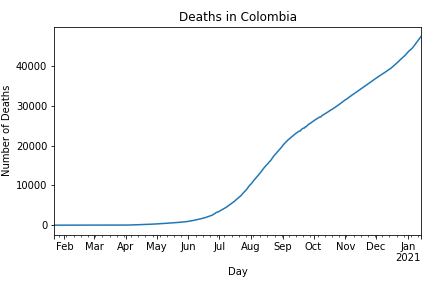 Deaths in Colombia
Number of Deaths
40000
30000
20000
10000
0
Feb Mar Apr May Jun Jul Aug Sep Oct Nov Dec Jan
2021
Day